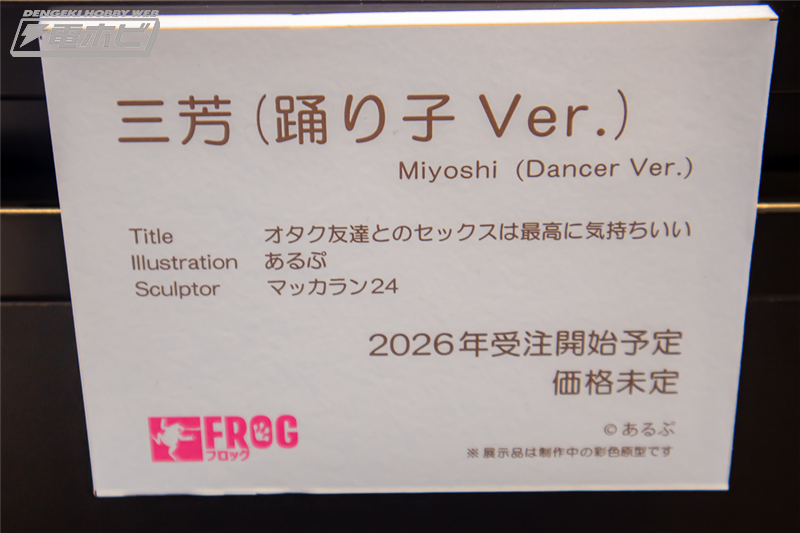 DENGEKI HOBBY WEB
電ホビ
三芳(踊り子 Ver.)
Miyoshi (Dancer Ver.)
Title オタク友達とのセックスは最高に気持ちいい
Illustration あるぷ
Sculptor マッカラン24
2026年受注開始予定
価格未定
FROG
フロッグ
©あるぷ
※展示品は制作中の彩色原型です